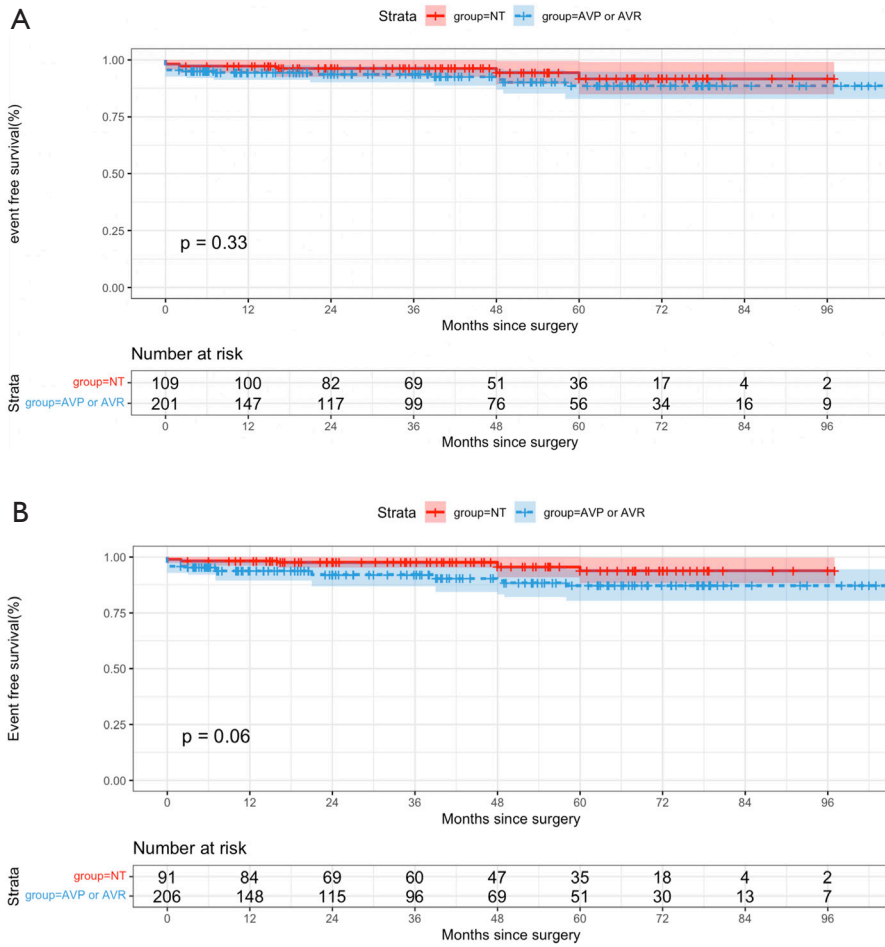 A
Strata group=NT group=AVP or AVR
event free survival(%)
1.00
0.75
0.50
0.25
0.00
p = 0.33
0 12 24 36 48 60 72 84 96
Months since surgery
Number at risk
Strata
group=NT 109 100 82 69 51 36 17 4 2
group=AVP or AVR 201 147 117 99 76 56 34 16 9
0 12 24 36 48 60 72 84 96
Months since surgery
B
Strata group=NT group=AVP or AVR
Event free survival(%)
1.00
0.75
0.50
0.25
0.00
p = 0.06
0 12 24 36 48 60 72 84 96
Months since surgery
Number at risk
Strata
group=NT 91 84 69 60 47 35 18 4 2
group=AVP or AVR 206 148 115 96 69 51 30 13 7
0 12 24 36 48 60 72 84 96
Months since surgery